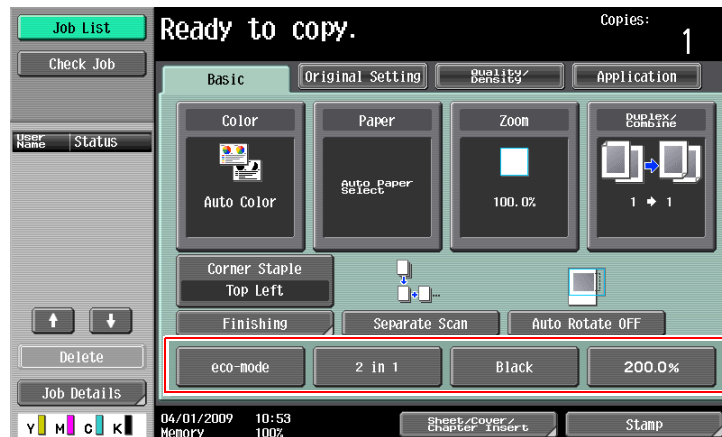 Job List
Ready to copy.
Copies:
1
Check Job
Basic
Original Setting
Quality/
Density
Application
User
Name
Status
Color
Paper
Zoom
Duplex/
Combine
Auto Color
Auto Paper
Select
100.0%
1 → 1
Corner Staple
Top Left
Finishing
Separate Scan
Auto Rotate OFF
Delete
eco-mode
2 in 1
Black
200.0%
Job Details
Y M C K
04/01/2009 10:53
Memory 100%
Sheet/Cover/
Chapter Insert
Stamp